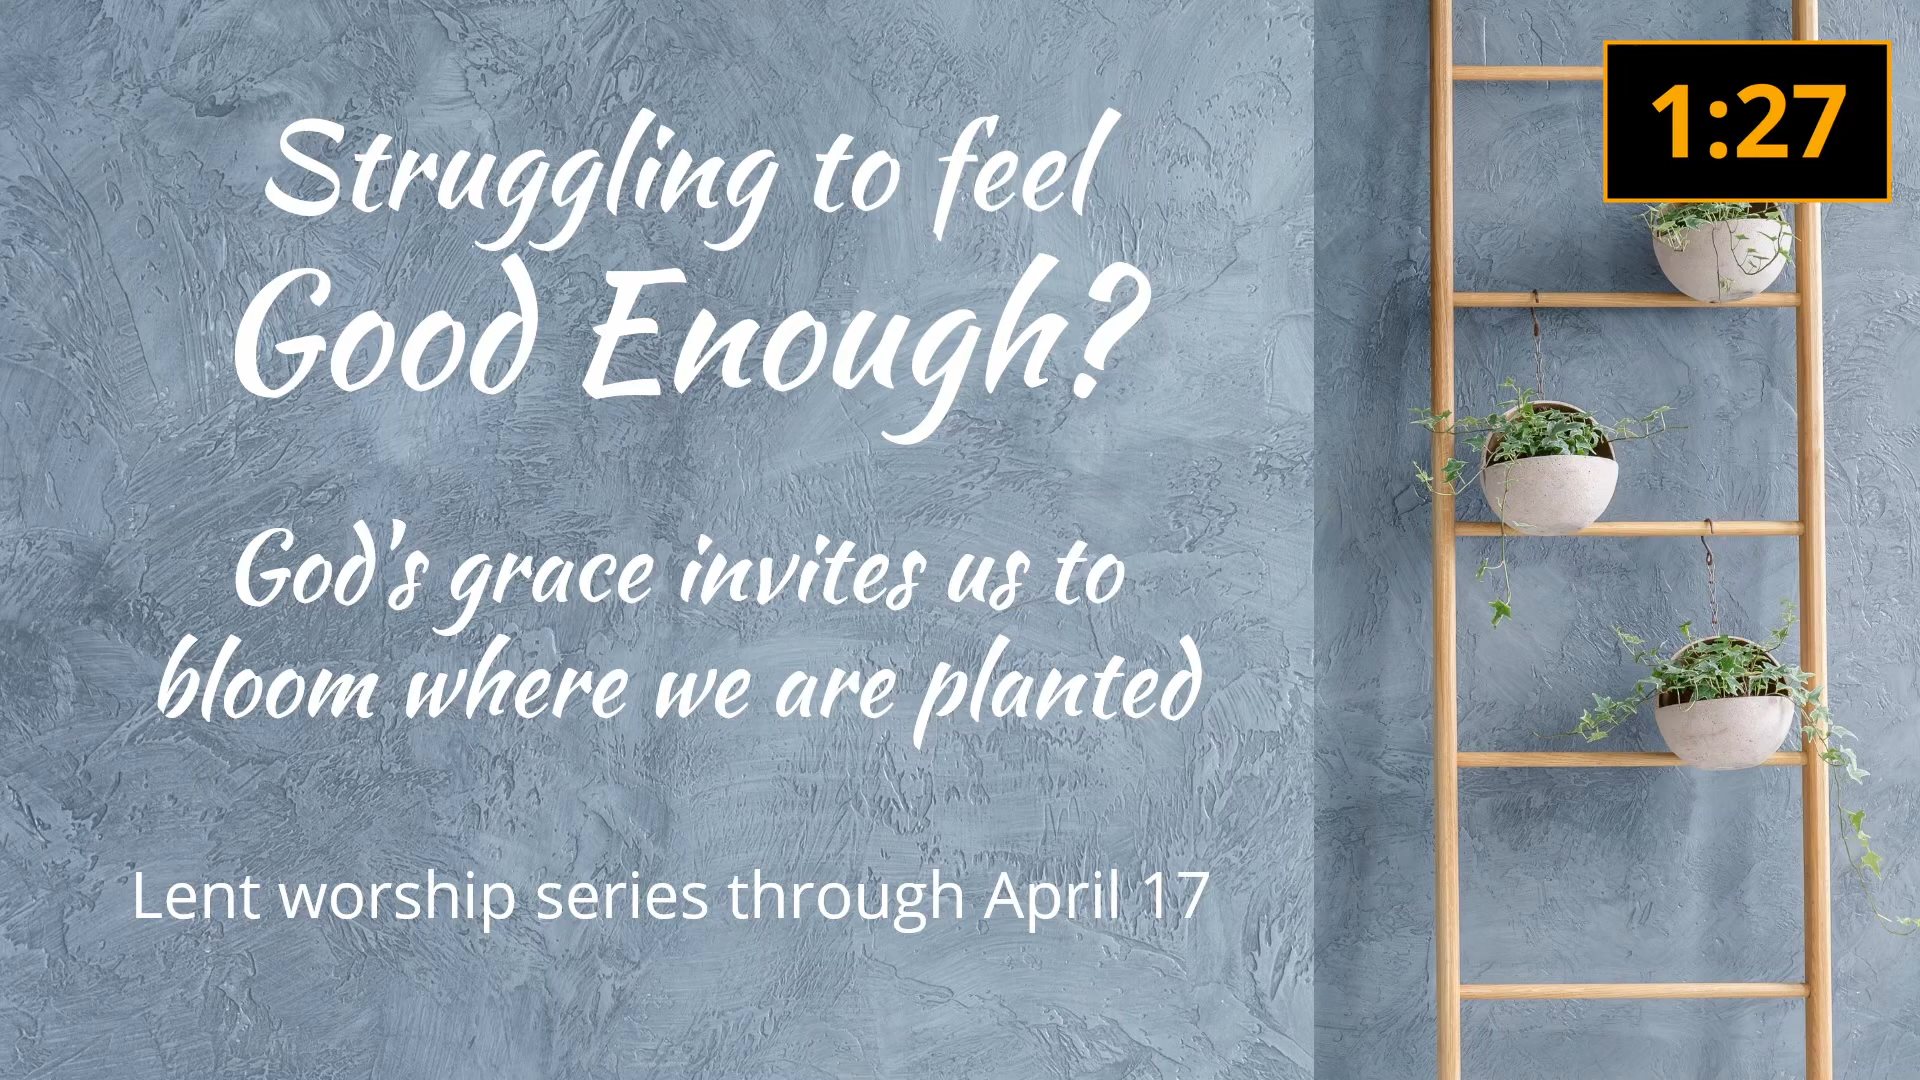 Struggling to feel
Good Enough?
God's grace invites us to
bloom where we are planted
Lent worship series through April 17
1:27